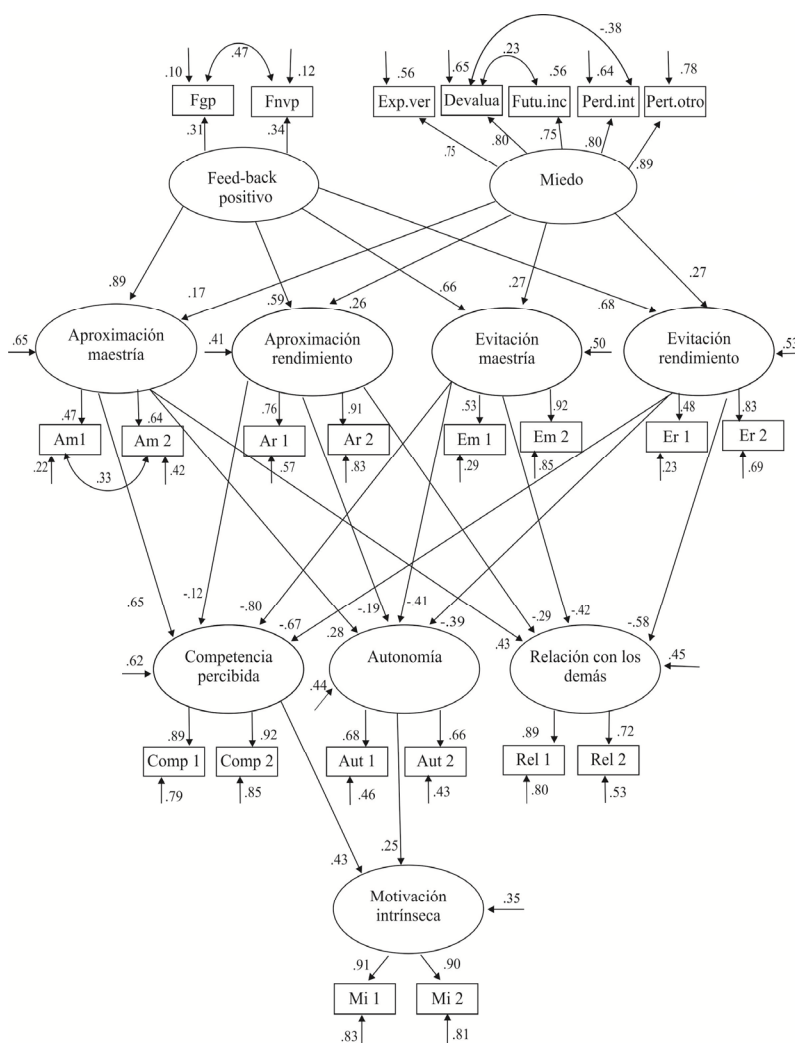 -.38
.47
.23
.10
.12
.56
.65
.56
.64
.78
Fgp
Fnvp
Exp.ver
Devalua
Futu.inc
Perd.int
Pert.otro
.31
.34
.75
.80
.75
.80
.89
Feed-back
positivo
Miedo
.89
.17
.59
.26
.66
.27
.68
.27
.65
Aproximación
maestría
.41
Aproximación
rendimiento
Evitación
maestría
.50
Evitación
rendimiento
.53
.47
.64
.76
.91
.53
.92
.48
.83
Am1
Am 2
Ar 1
Ar 2
Em 1
Em 2
Er 1
Er 2
.22
.33
.42
.57
.83
.29
.85
.23
.69
.65
-.12
-.80
-.67
.28
-.19
-.41
-.39
.43
-.29
-.42
-.58
.62
Competencia
percibida
.44
Autonomía
Relación con los
demás
.45
.89
.92
.68
.66
.89
.72
Comp 1
Comp 2
Aut 1
Aut 2
Rel 1
Rel 2
.79
.85
.46
.43
.80
.53
.43
.25
Motivación
intrínseca
.35
.91
.90
Mi 1
Mi 2
.83
.81